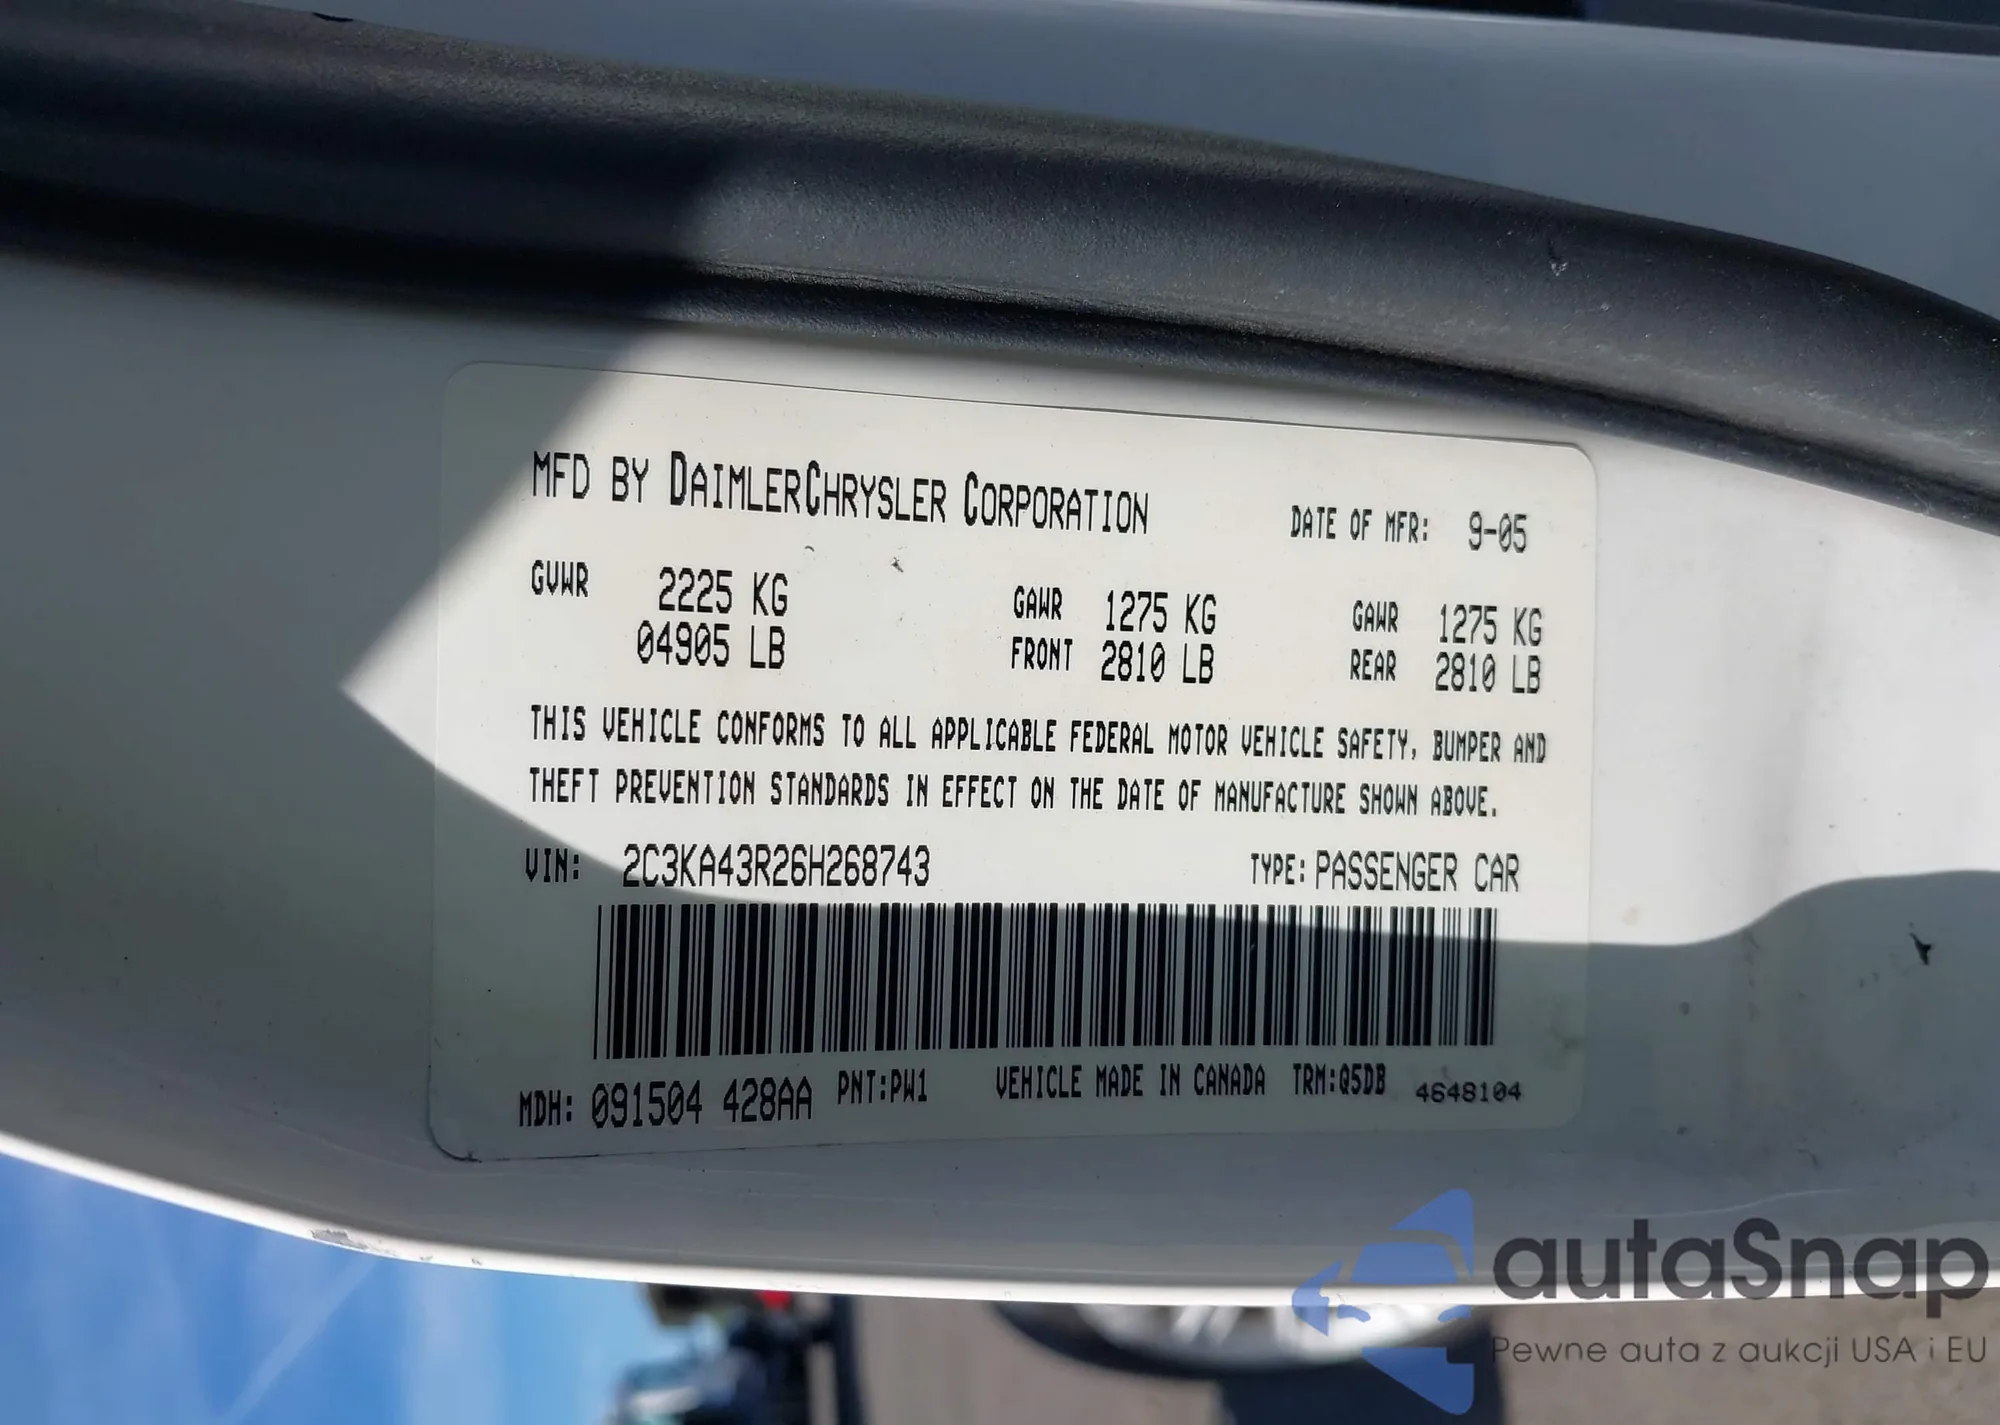 MFD BY DAIMLERCHRYSLER CORPORATION DATE OF MFR: 9-05
GVWR 2225 KG GAWR 1275 KG GAWR 1275 KG
04905 LB FRONT 2810 LB REAR 2810 LB
THIS VEHICLE CONFORMS TO ALL APPLICABLE FEDERAL MOTOR VEHICLE SAFETY, BUMPER AND
THEFT PREVENTION STANDARDS IN EFFECT ON THE DATE OF MANUFACTURE SHOWN ABOVE.
VIN: 2C3KA43R26H268743 TYPE: PASSENGER CAR
MDH: 091504 428AA PNT:PW1 VEHICLE MADE IN CANADA TRM:Q5DB 4648104
autaSnap
Pewne auta z aukcji USA i EU